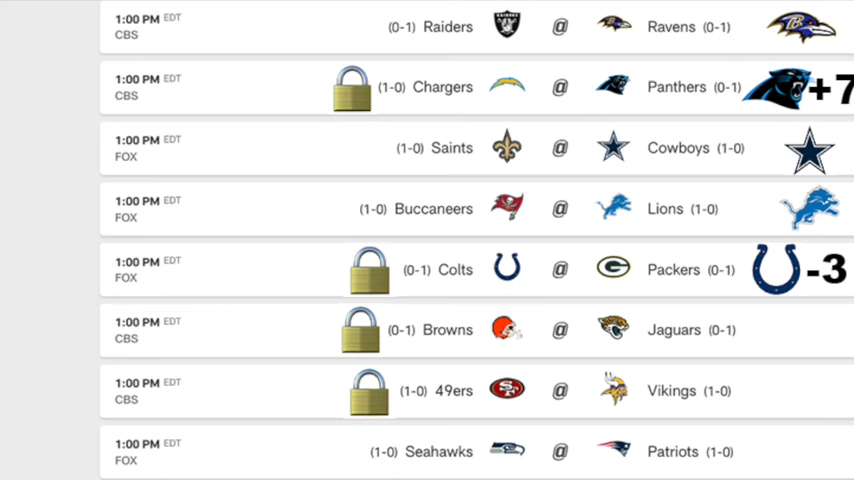 1:00 PM EDT
CBS
(0-1) Raiders @ Ravens (0-1)
1:00 PM EDT
CBS
(1-0) Chargers @ Panthers (0-1) +7
1:00 PM EDT
FOX
(1-0) Saints @ Cowboys (1-0)
1:00 PM EDT
FOX
(1-0) Buccaneers @ Lions (1-0)
1:00 PM EDT
FOX
(0-1) Colts @ Packers (0-1) -3
1:00 PM EDT
CBS
(0-1) Browns @ Jaguars (0-1)
1:00 PM EDT
CBS
(1-0) 49ers @ Vikings (1-0)
1:00 PM EDT
FOX
(1-0) Seahawks @ Patriots (1-0)